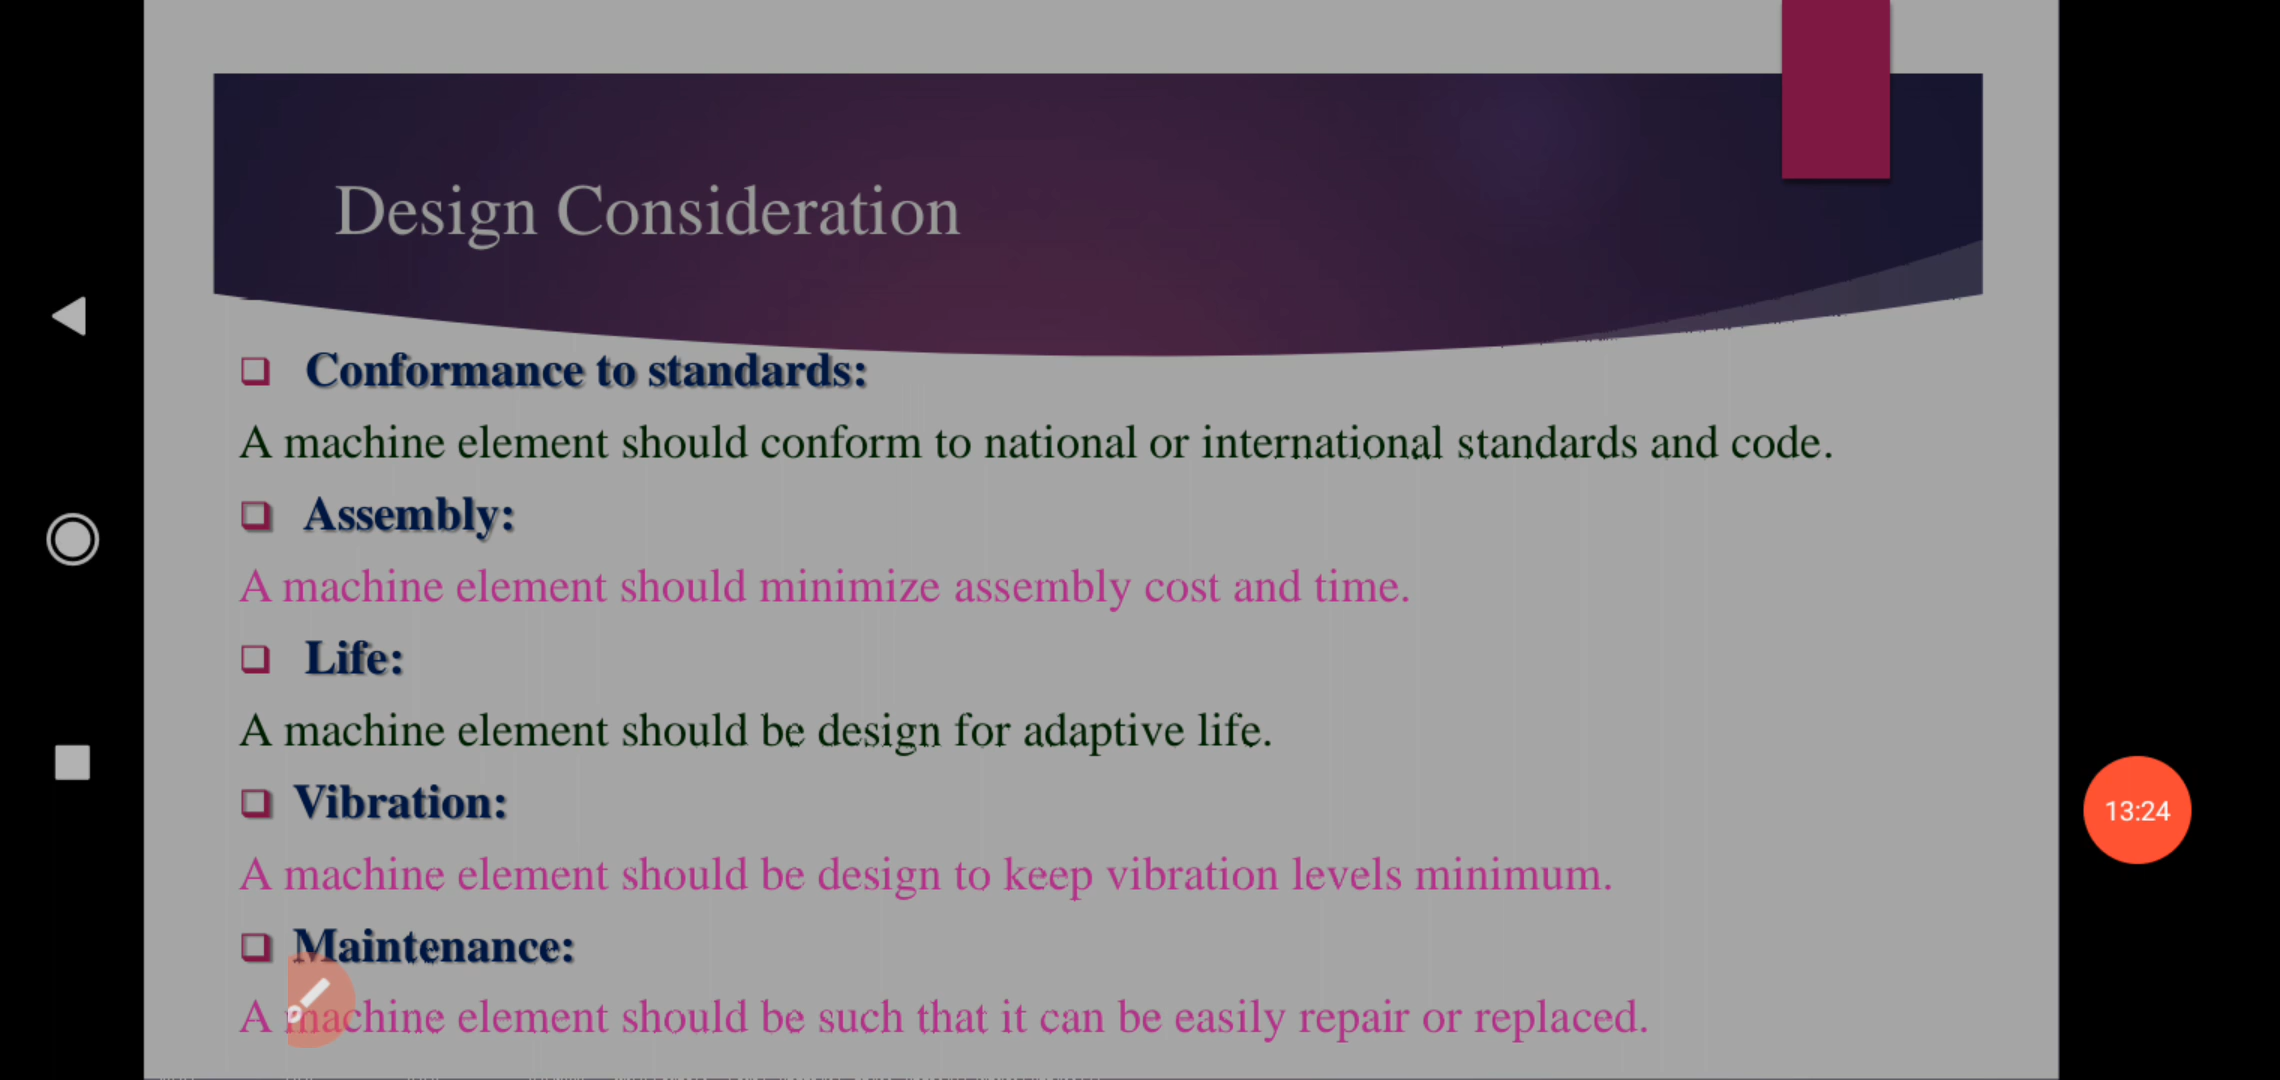 Design Consideration
Conformance to standards:
A machine element should conform to national or international standards and code.
Assembly:
A machine element should minimize assembly cost and time.
Life:
A machine element should be design for adaptive life.
Vibration:
A machine element should be design to keep vibration levels minimum.
13:24
Maintenance:
A machine element should be such that it can be easily repair or replaced.